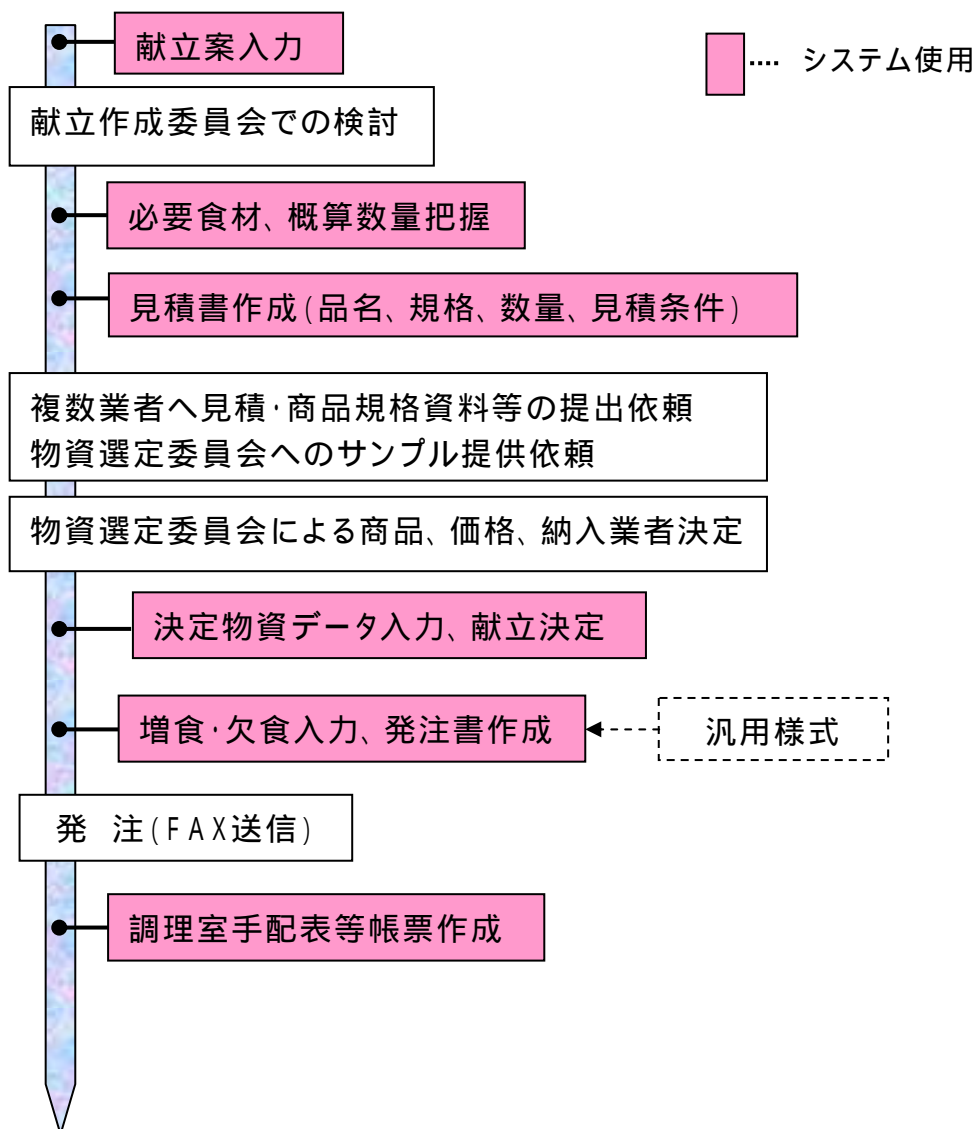 献立案入力
‥‥ システム使用
献立作成委員会での検討
必要食材、概算数量把握
見積書作成(品名、規格、数量、見積条件)
複数業者へ見積・商品規格資料等の提出依頼
物資選定委員会へのサンプル提供依頼
物資選定委員会による商品、価格、納入業者決定
決定物資データ入力、献立決定
増食・欠食入力、発注書作成
汎用様式
発 注(FAX送信)
調理室手配表等帳票作成